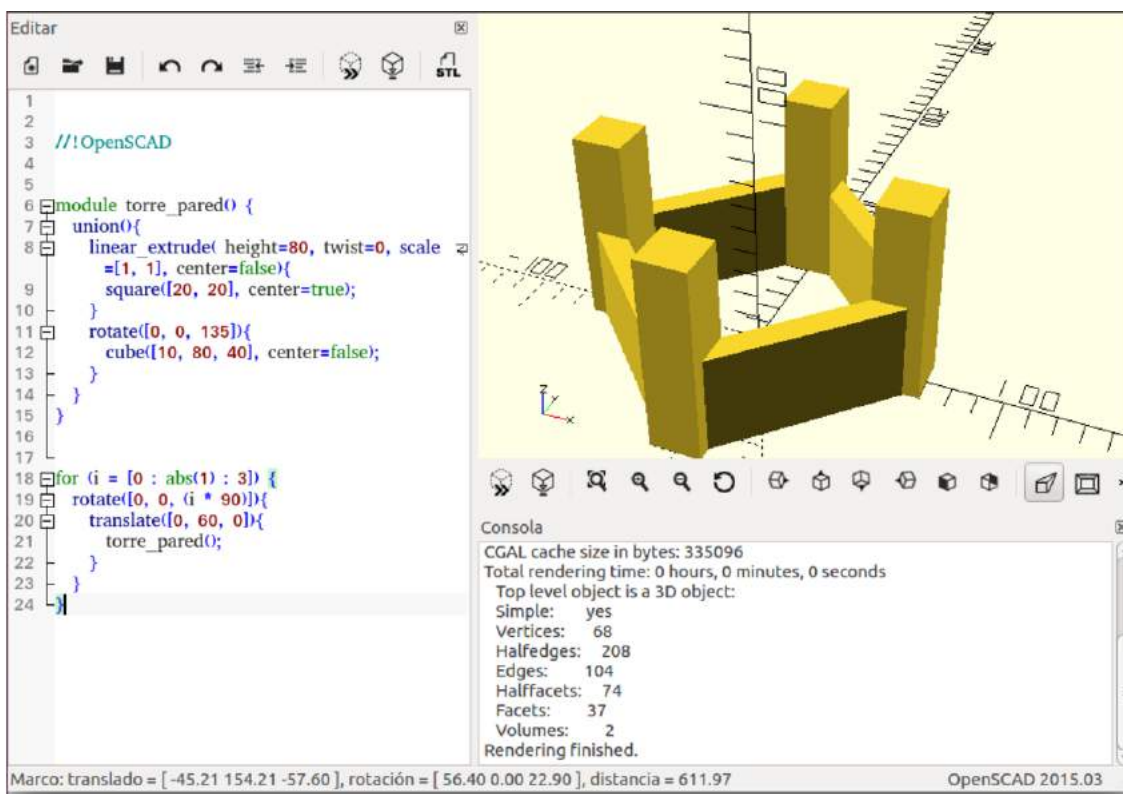 Editar
STL
1
2
3 //!OpenSCAD
4
5
6 module torre_pared() {
7 union(){
8 linear_extrude( height=80, twist=0, scale
=[1, 1], center=false){
9 square([20, 20], center=true);
10 }
11 rotate([0, 0, 135]){
12 cube([10, 80, 40], center=false);
13 }
14 }
15 }
16
17
18 for (i = [0 : abs(1) : 3]) {
19 rotate([0, 0, (i * 90)]){
20 translate([0, 60, 0]){
21 torre_pared();
22 }
23 }
24 }
100
100
Z
Y
X
Consola
CGAL cache size in bytes: 335096
Total rendering time: 0 hours, 0 minutes, 0 seconds
Top level object is a 3D object:
Simple: yes
Vertices: 68
Halfedges: 208
Edges: 104
Halffacets: 74
Facets: 37
Volumes: 2
Rendering finished.
Marco: translado = [ -45.21 154.21 -57.60 ], rotación = [ 56.40 0.00 22.90 ], distancia = 611.97
OpenSCAD 2015.03